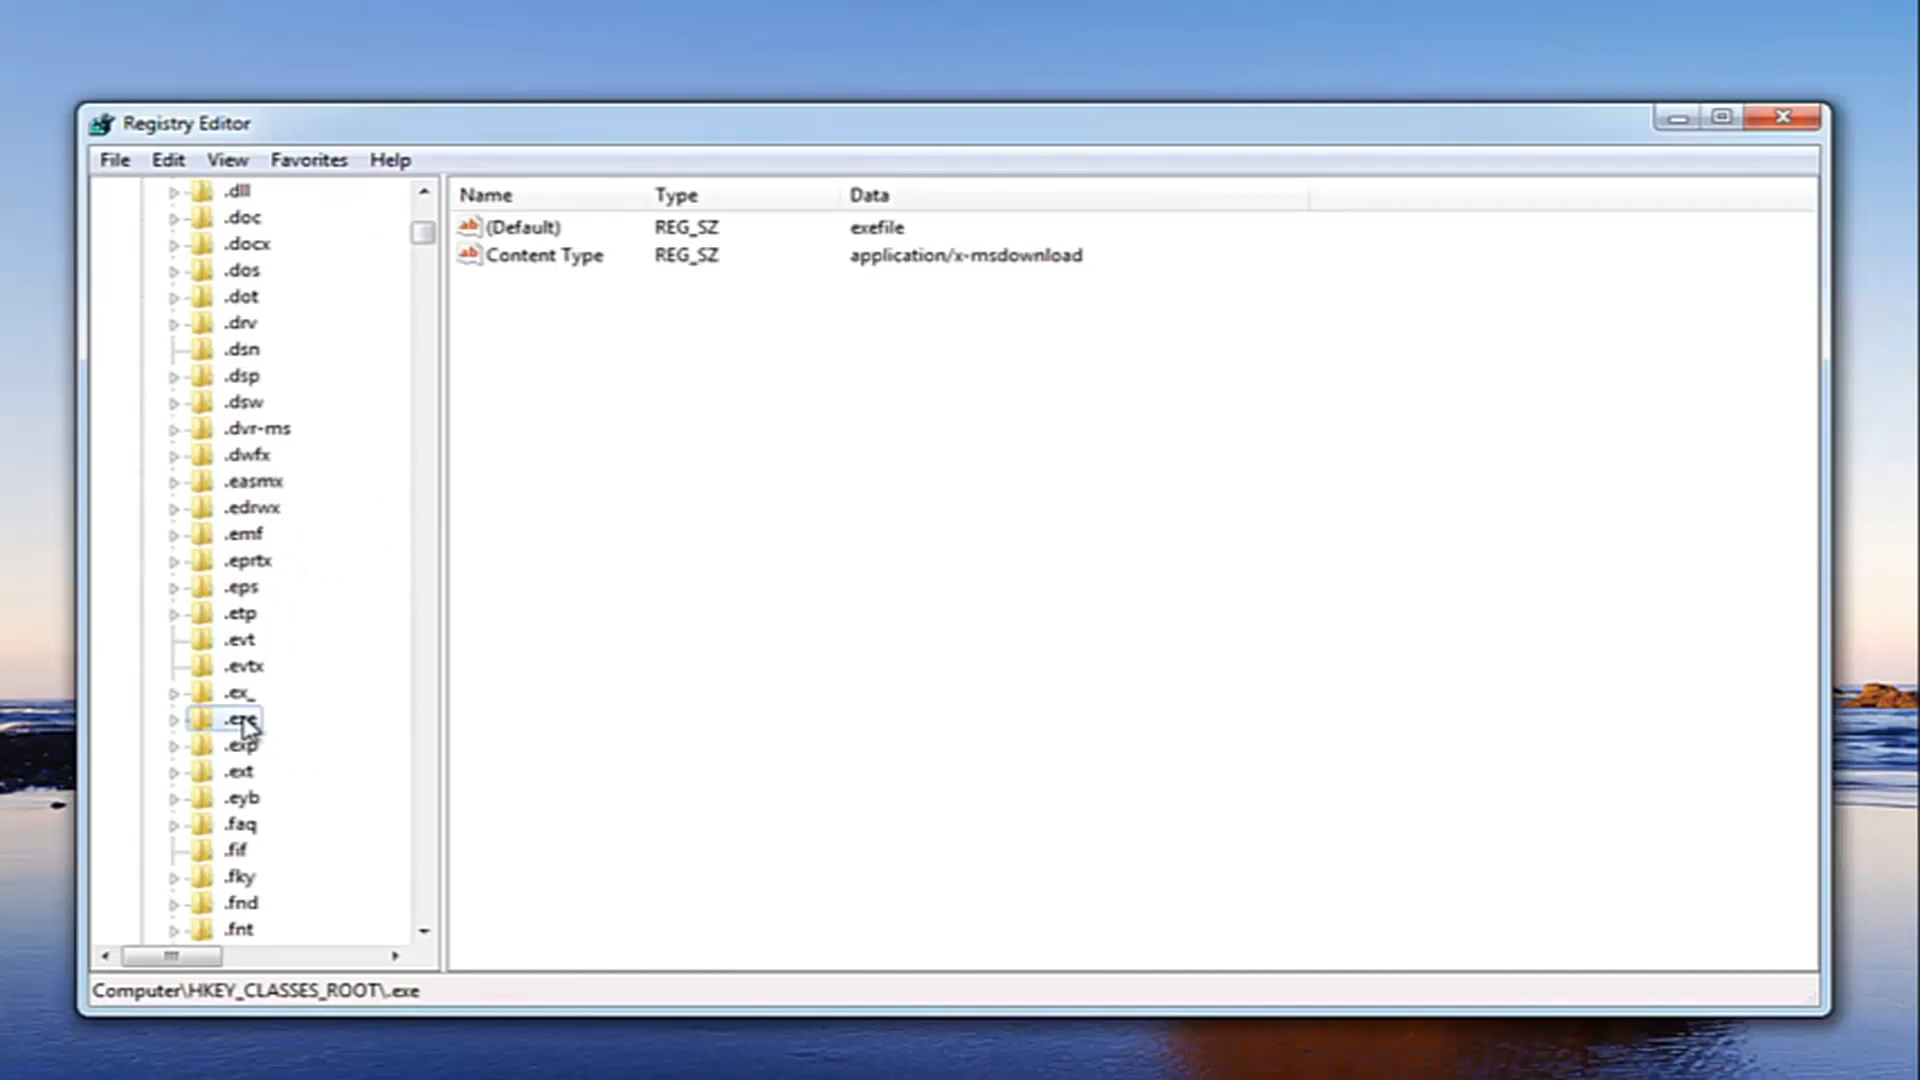 Registry Editor
File Edit View Favorites Help
.dll
.doc
.docx
.dos
.dot
.drv
.dsn
.dsp
.dsw
.dvr-ms
.dwfx
.easmx
.edrwx
.emf
.eprtx
.eps
.etp
.evt
.evtx
.ex_
.exe
.exp
.ext
.eyb
.faq
.fif
.fky
.fnd
.fnt
Name Type Data
(Default) REG_SZ exefile
Content Type REG_SZ application/x-msdownload
Computer\HKEY_CLASSES_ROOT\.exe